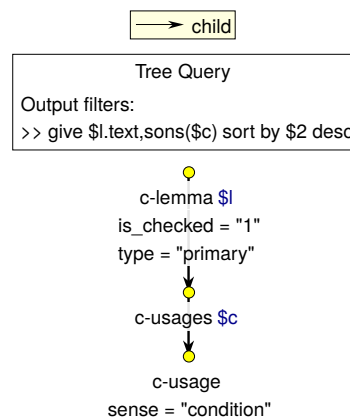 child
Tree Query
Output filters:
>> give $l.text,sons($c) sort by $2 desc
c-lemma $l
is_checked = "1"
type = "primary"
c-usages $c
c-usage
sense = "condition"